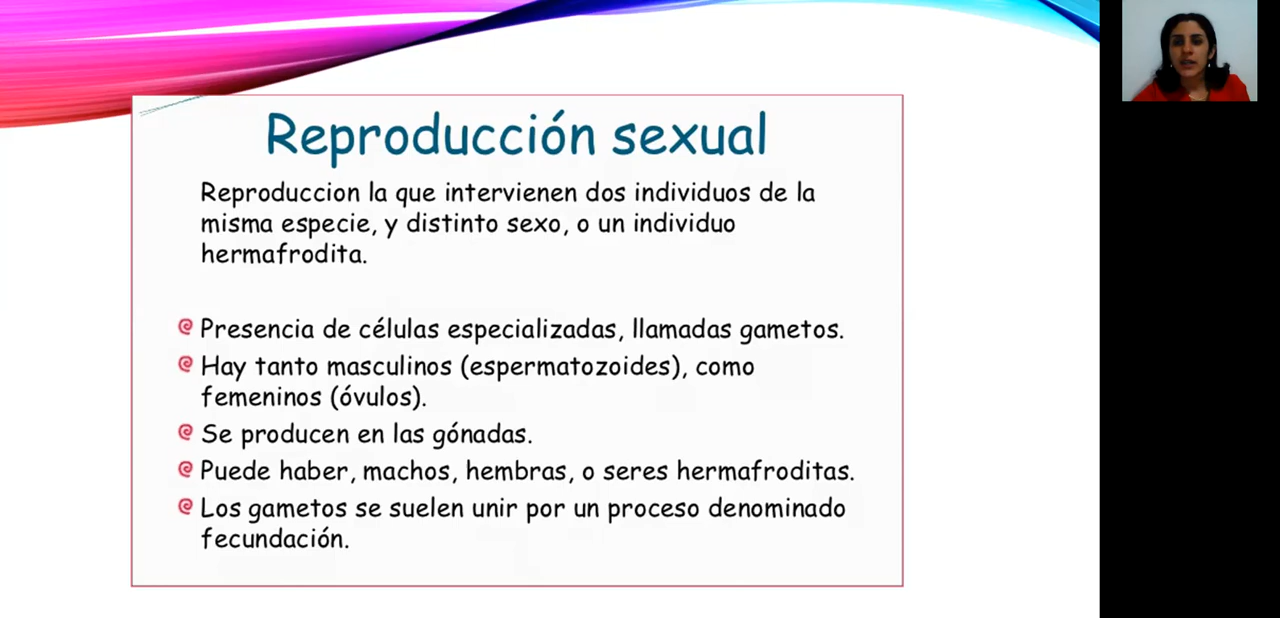 Reproducción sexual
Reproduccion la que intervienen dos individuos de la
misma especie, y distinto sexo, o un individuo
hermafrodita.
Presencia de células especializadas, llamadas gametos.
Hay tanto masculinos (espermatozoides), como
femeninos (óvulos).
Se producen en las gónadas.
Puede haber, machos, hembras, o seres hermafroditas.
Los gametos se suelen unir por un proceso denominado
fecundación.